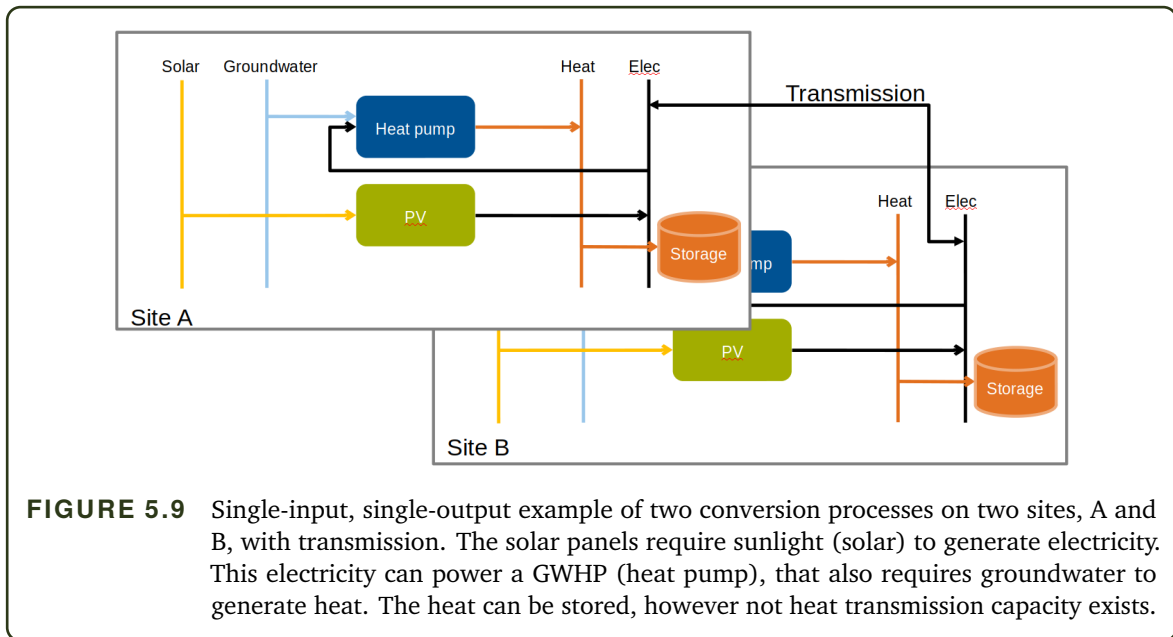 Solar Groundwater Heat Elec
Transmission
Heat pump
Heat Elec
PV
Storage
mp
Site A
PV
Storage
Site B
FIGURE 5.9 Single-input, single-output example of two conversion processes on two sites, A and
B, with transmission. The solar panels require sunlight (solar) to generate electricity.
This electricity can power a GWHP (heat pump), that also requires groundwater to
generate heat. The heat can be stored, however not heat transmission capacity exists.